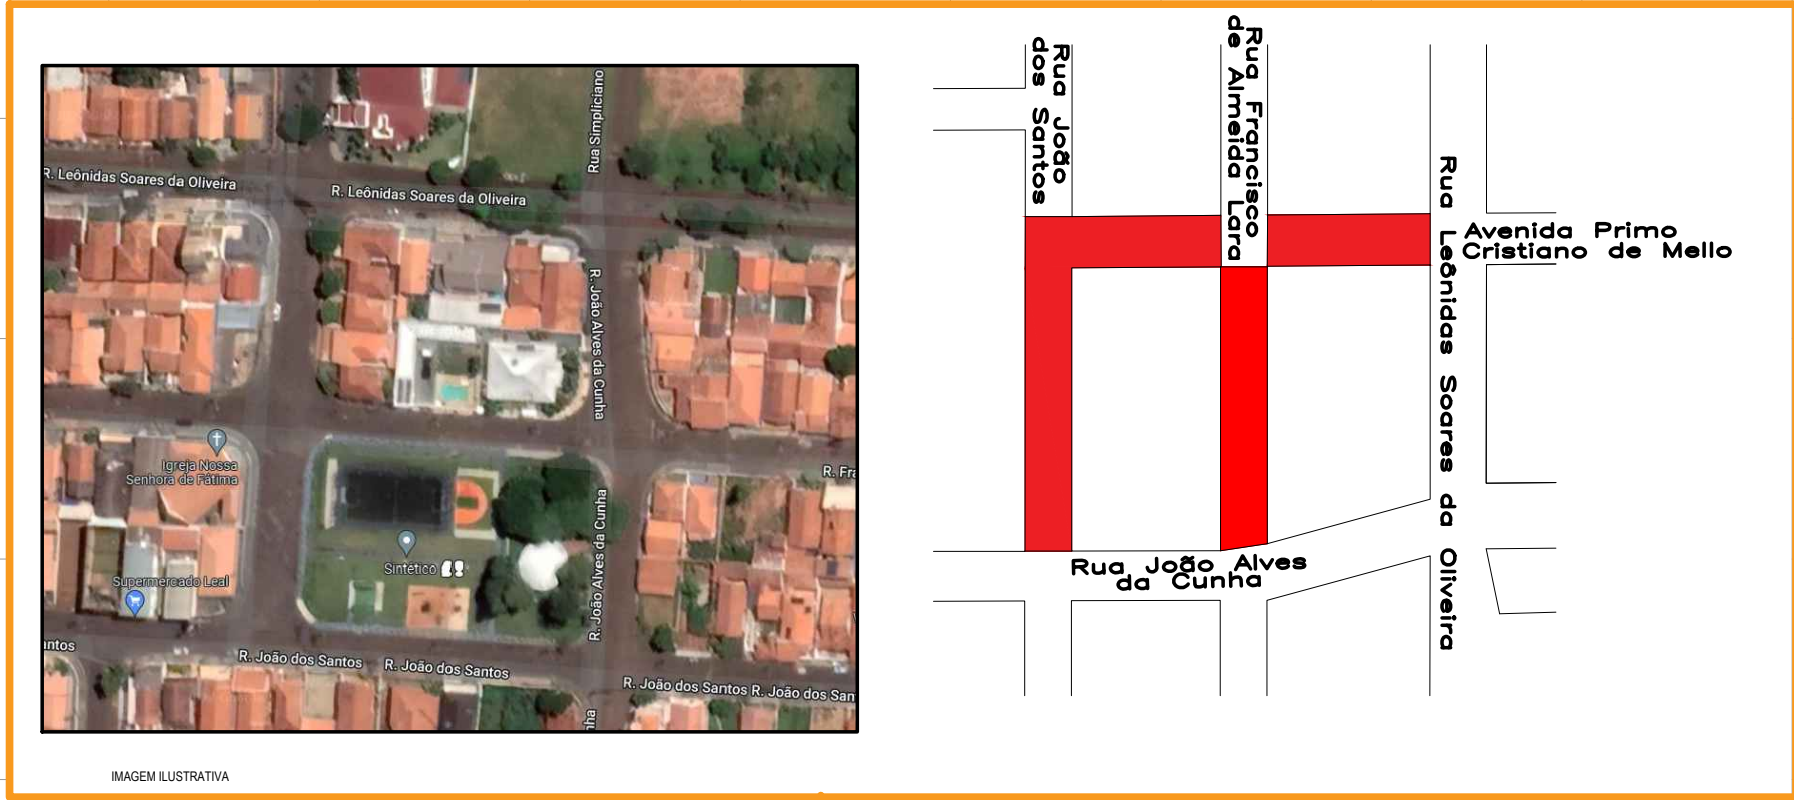 Rua Simpliciano
R. Leônidas Soares da Oliveira
R. Leônidas Soares da Oliveira
R. João Alves da Cunha
R. Fra
Igreja Nossa
Senhora de Fátima
Sintético
R. João Alves da Cunha
Supermercado Leal
antos
R. João dos Santos
R. João dos Santos
R. João dos Santos
R. João dos San
nha
IMAGEM ILUSTRATIVA
Rua João
dos Santos
Rua Francisco
de Almeida Lara
Rua Leônidas Soares da Oliveira
Avenida Primo
Cristiano de Mello
Rua João Alves
da Cunha